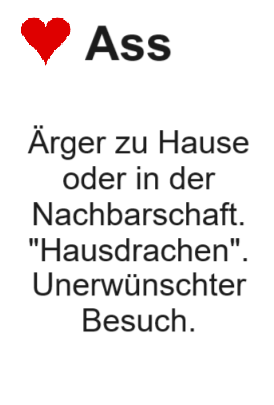 Ass
Ärger zu Hause
oder in der
Nachbarschaft.
"Hausdrachen".
Unerwünschter
Besuch.